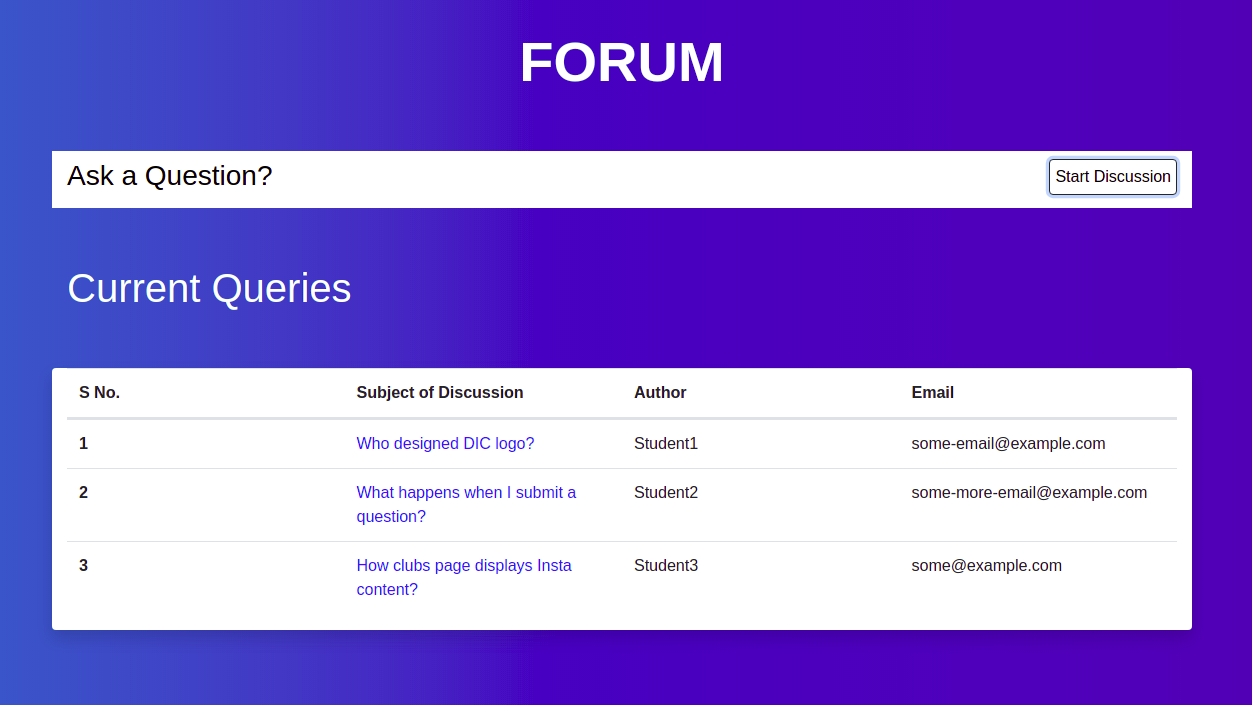 FORUM
Ask a Question? Start Discussion
Current Queries
S No. Subject of Discussion Author Email
1 Who designed DIC logo? Student1 some-email@example.com
2 What happens when I submit a Student2 some-more-email@example.com
question?
3 How clubs page displays Insta Student3 some@example.com
content?